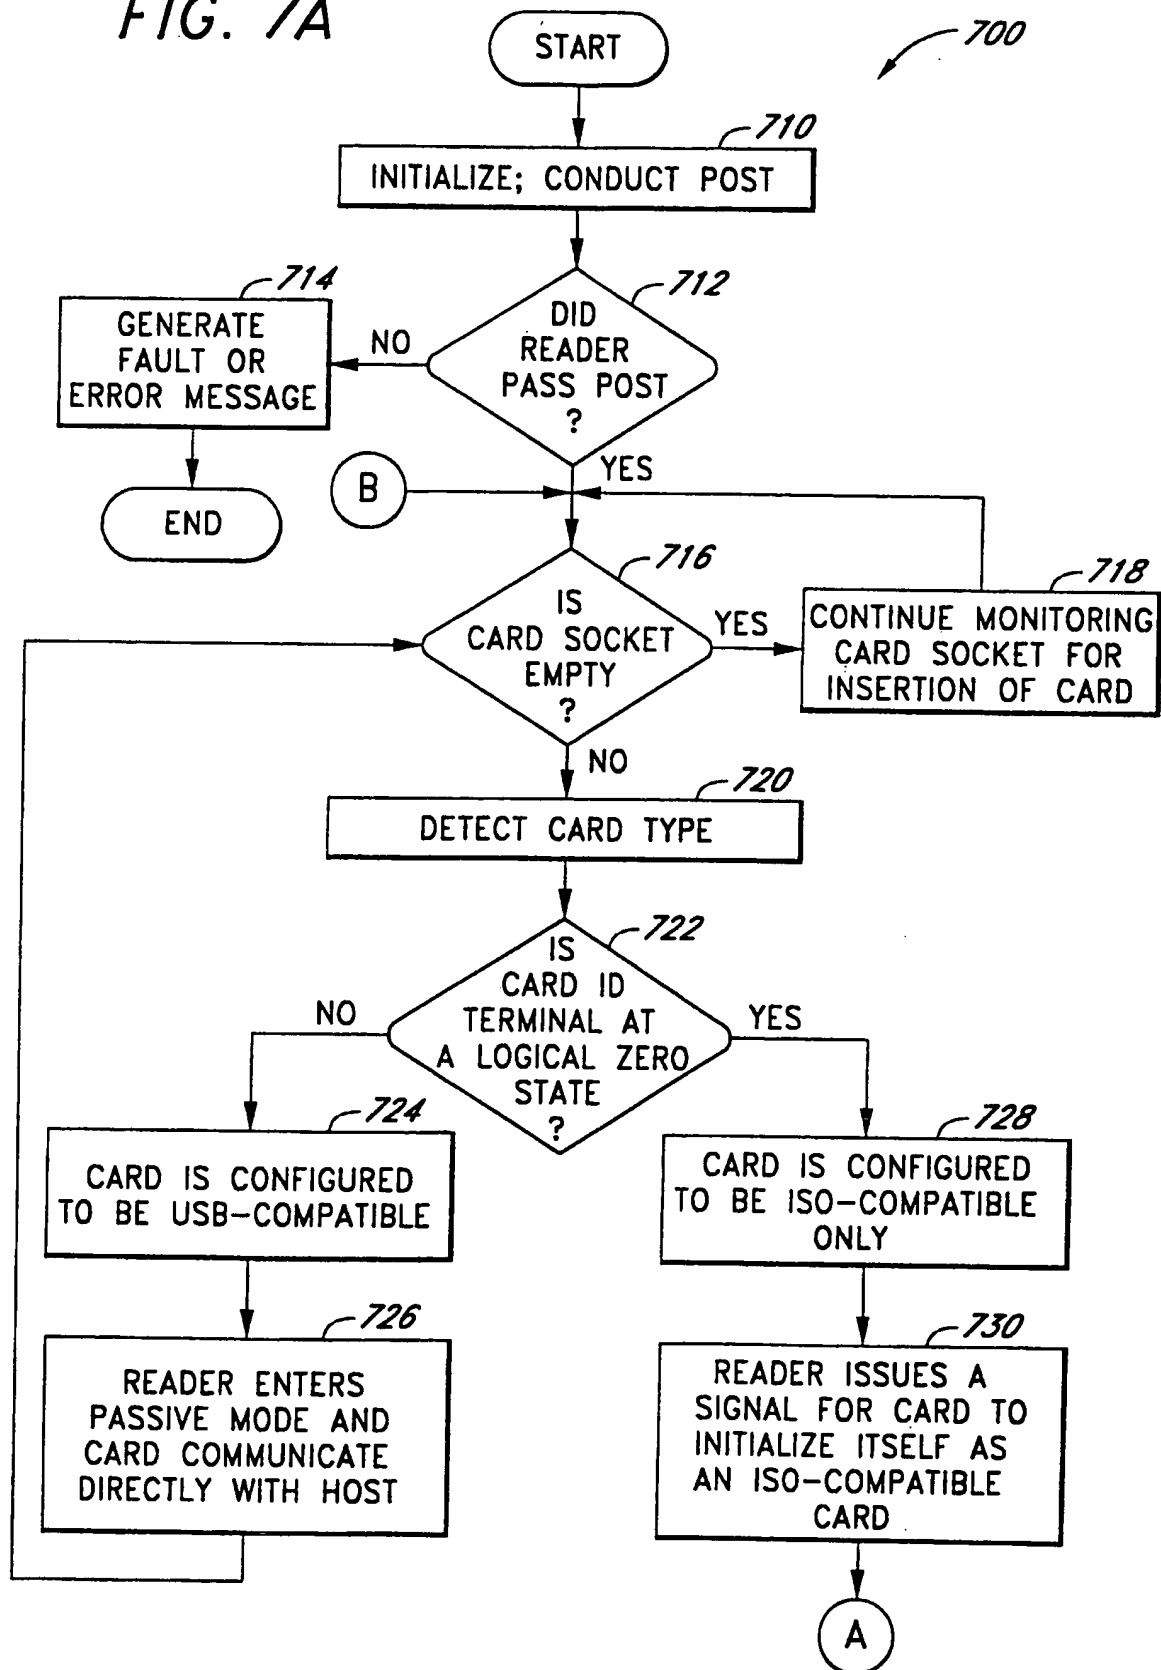 FIG. 7A
START
700
710
INITIALIZE; CONDUCT POST
714
GENERATE
FAULT OR
ERROR MESSAGE
NO
712
DID
READER
PASS POST
?
YES
B
END
716
IS
CARD SOCKET
EMPTY
?
YES
718
CONTINUE MONITORING
CARD SOCKET FOR
INSERTION OF CARD
NO
720
DETECT CARD TYPE
722
IS
CARD ID
TERMINAL AT
A LOGICAL ZERO
STATE
?
NO
YES
724
CARD IS CONFIGURED
TO BE USB-COMPATIBLE
728
CARD IS CONFIGURED
TO BE ISO-COMPATIBLE
ONLY
726
READER ENTERS
PASSIVE MODE AND
CARD COMMUNICATE
DIRECTLY WITH HOST
730
READER ISSUES A
SIGNAL FOR CARD TO
INITIALIZE ITSELF AS
AN ISO-COMPATIBLE
CARD
A